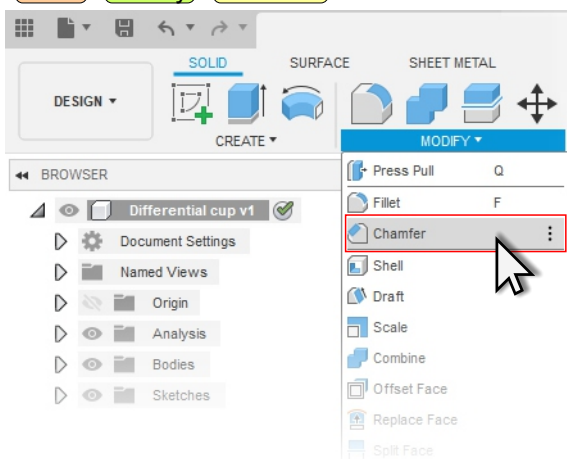 SOLID SURFACE SHEET METAL
DESIGN
CREATE MODIFY
BROWSER
Press Pull Q
Differential cup v1
Fillet F
Document Settings
Chamfer
Named Views
Shell
Origin
Draft
Analysis
Scale
Bodies
Combine
Sketches
Offset Face
Replace Face
Split Face